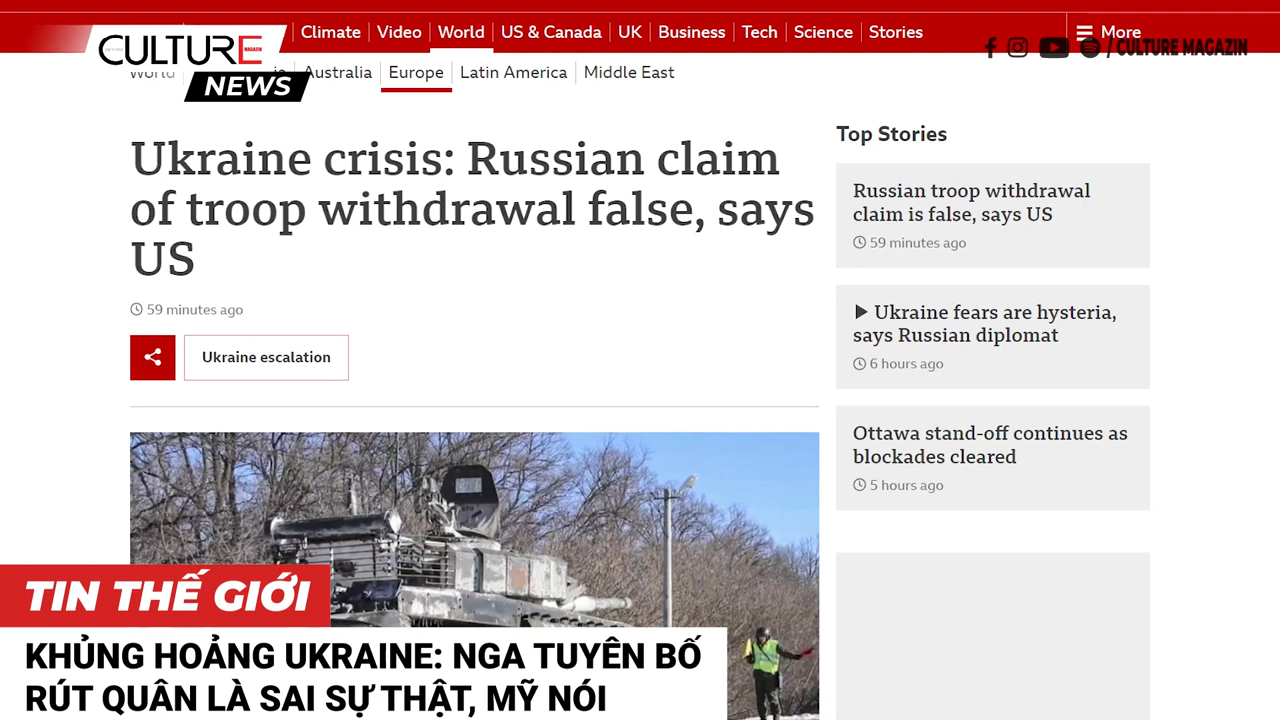 Climate Video World US & Canada UK Business Tech Science Stories More
CULTURE
MAGAZIN
/ CULTURE MAGAZIN
World Australia Europe Latin America Middle East
NEWS
Ukraine crisis: Russian claim
of troop withdrawal false, says
US
59 minutes ago
Ukraine escalation
Top Stories
Russian troop withdrawal
claim is false, says US
59 minutes ago
Ukraine fears are hysteria,
says Russian diplomat
6 hours ago
Ottawa stand-off continues as
blockades cleared
5 hours ago
TIN THẾ GIỚI
KHỦNG HOẢNG UKRAINE: NGA TUYÊN BỐ
RÚT QUÂN LÀ SAI SỰ THẬT, MỸ NÓI